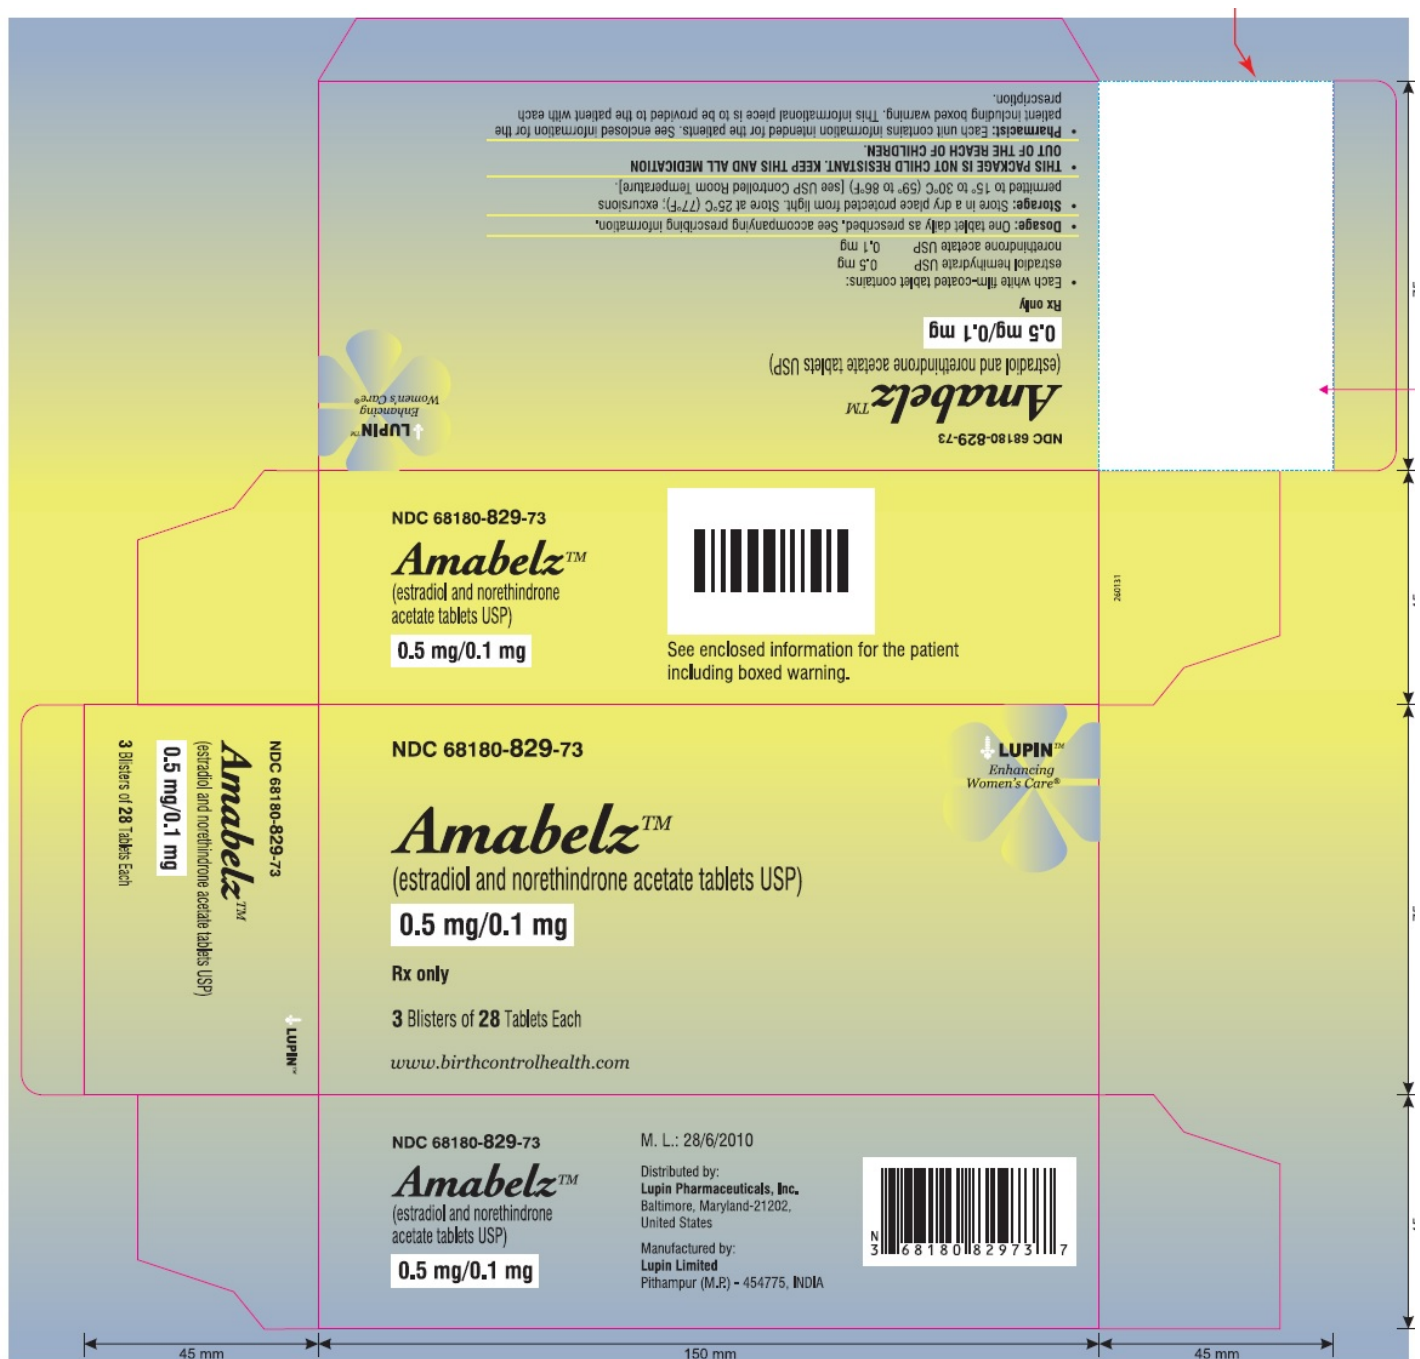 NDC 68180-829-73
Amabelz™
(estradiol and norethindrone acetate tablets USP)
0.5 mg/0.1 mg
Rx only
• Each white film-coated tablet contains:
estradiol hemihydrate USP 0.5 mg
norethindrone acetate USP 0.1 mg
• Dosage: One tablet daily as prescribed. See accompanying prescribing information.
• Storage: Store in a dry place protected from light. Store at 25°C (77°F); excursions
permitted to 15° to 30°C (59° to 86°F) [see USP Controlled Room Temperature].
• THIS PACKAGE IS NOT CHILD RESISTANT. KEEP THIS AND ALL MEDICATION
OUT OF THE REACH OF CHILDREN.
• Pharmacist: Each unit contains information intended for the patients. See enclosed information for the
patient including boxed warning. This informational piece is to be provided to the patient with each
prescription.
LUPIN™
Enhancing
Women's Care®
NDC 68180-829-73
Amabelz™
(estradiol and norethindrone
acetate tablets USP)
0.5 mg/0.1 mg
See enclosed information for the patient
including boxed warning.
260131
NDC 68180-829-73
Amabelz™
(estradiol and norethindrone acetate tablets USP)
0.5 mg/0.1 mg
3 Blisters of 28 Tablets Each
LUPIN™
NDC 68180-829-73
Amabelz™
(estradiol and norethindrone acetate tablets USP)
0.5 mg/0.1 mg
Rx only
3 Blisters of 28 Tablets Each
www.birthcontrolhealth.com
LUPIN™
Enhancing
Women's Care®
NDC 68180-829-73
Amabelz™
(estradiol and norethindrone
acetate tablets USP)
0.5 mg/0.1 mg
M. L.: 28/6/2010
Distributed by:
Lupin Pharmaceuticals, Inc.
Baltimore, Maryland-21202,
United States
Manufactured by:
Lupin Limited
Pithampur (M.P.) - 454775, INDIA
N
3 68180 82973 7
45 mm
150 mm
45 mm